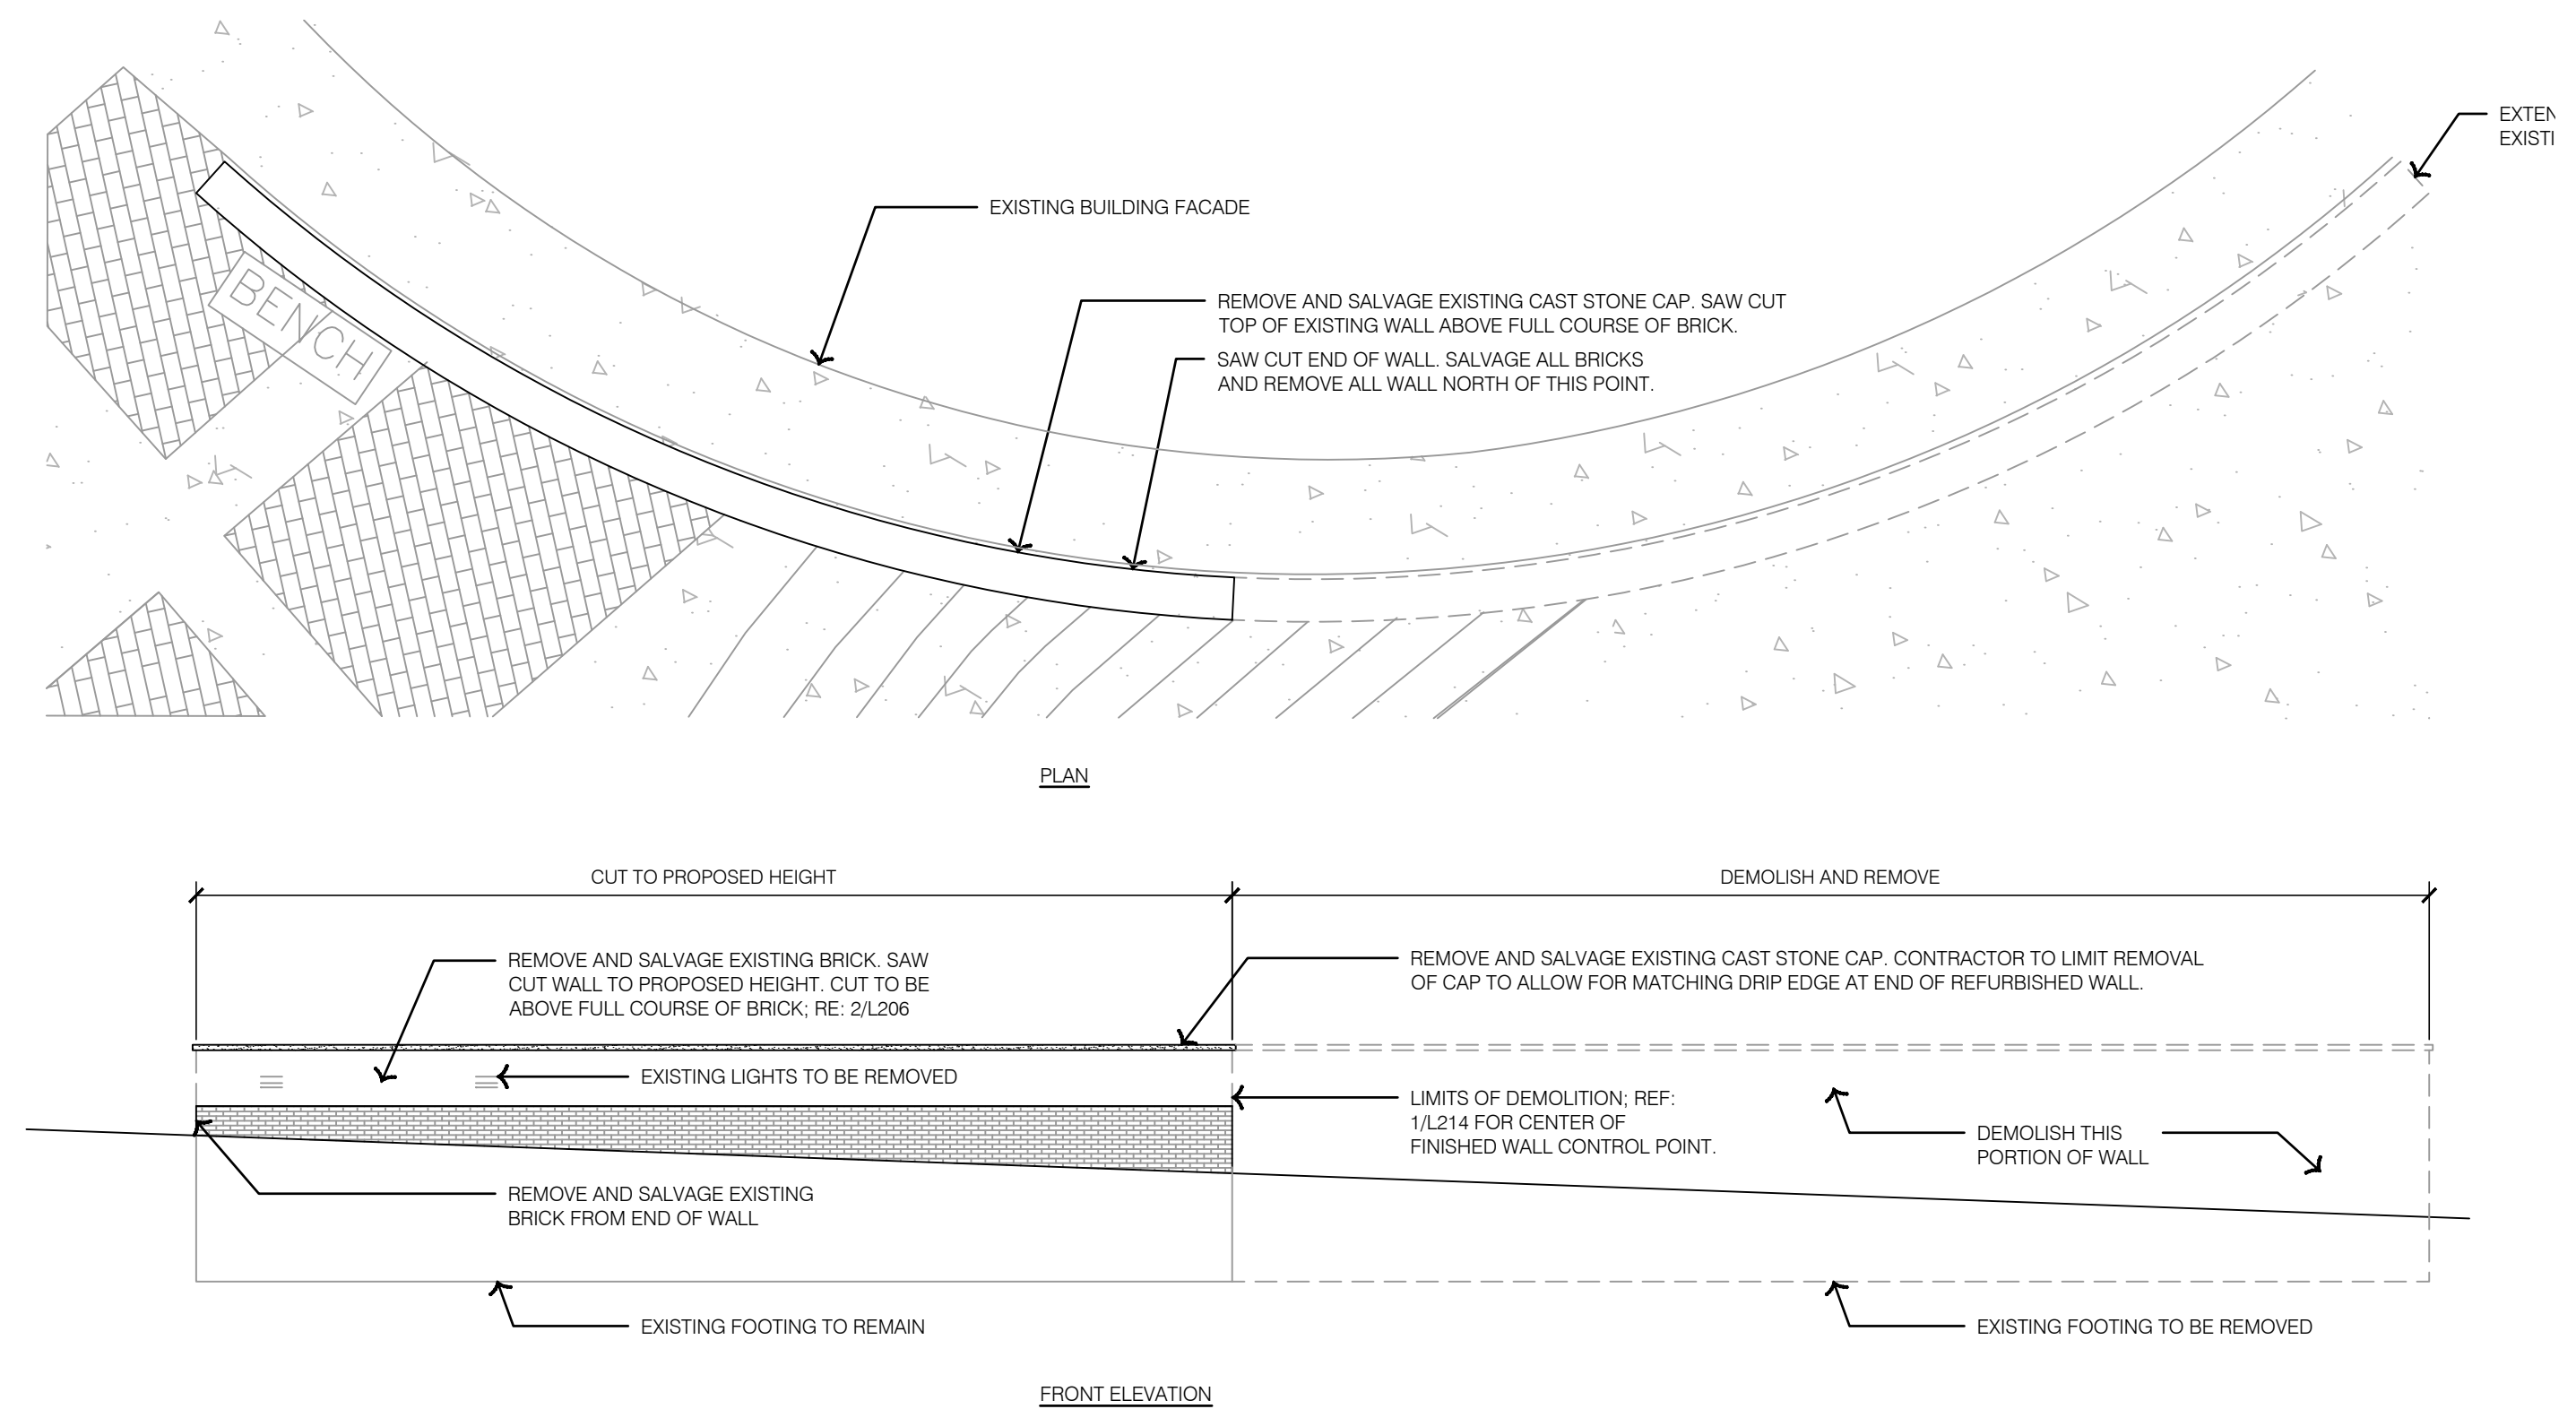 EXTEN
EXISTI
EXISTING BUILDING FACADE
BENCH
REMOVE AND SALVAGE EXISTING CAST STONE CAP. SAW CUT
TOP OF EXISTING WALL ABOVE FULL COURSE OF BRICK.
SAW CUT END OF WALL. SALVAGE ALL BRICKS
AND REMOVE ALL WALL NORTH OF THIS POINT.
PLAN
CUT TO PROPOSED HEIGHT
DEMOLISH AND REMOVE
REMOVE AND SALVAGE EXISTING BRICK. SAW
CUT WALL TO PROPOSED HEIGHT. CUT TO BE
ABOVE FULL COURSE OF BRICK; RE: 2/L206
REMOVE AND SALVAGE EXISTING CAST STONE CAP. CONTRACTOR TO LIMIT REMOVAL
OF CAP TO ALLOW FOR MATCHING DRIP EDGE AT END OF REFURBISHED WALL.
EXISTING LIGHTS TO BE REMOVED
LIMITS OF DEMOLITION; REF:
1/L214 FOR CENTER OF
FINISHED WALL CONTROL POINT.
DEMOLISH THIS
PORTION OF WALL
REMOVE AND SALVAGE EXISTING
BRICK FROM END OF WALL
EXISTING FOOTING TO REMAIN
EXISTING FOOTING TO BE REMOVED
FRONT ELEVATION